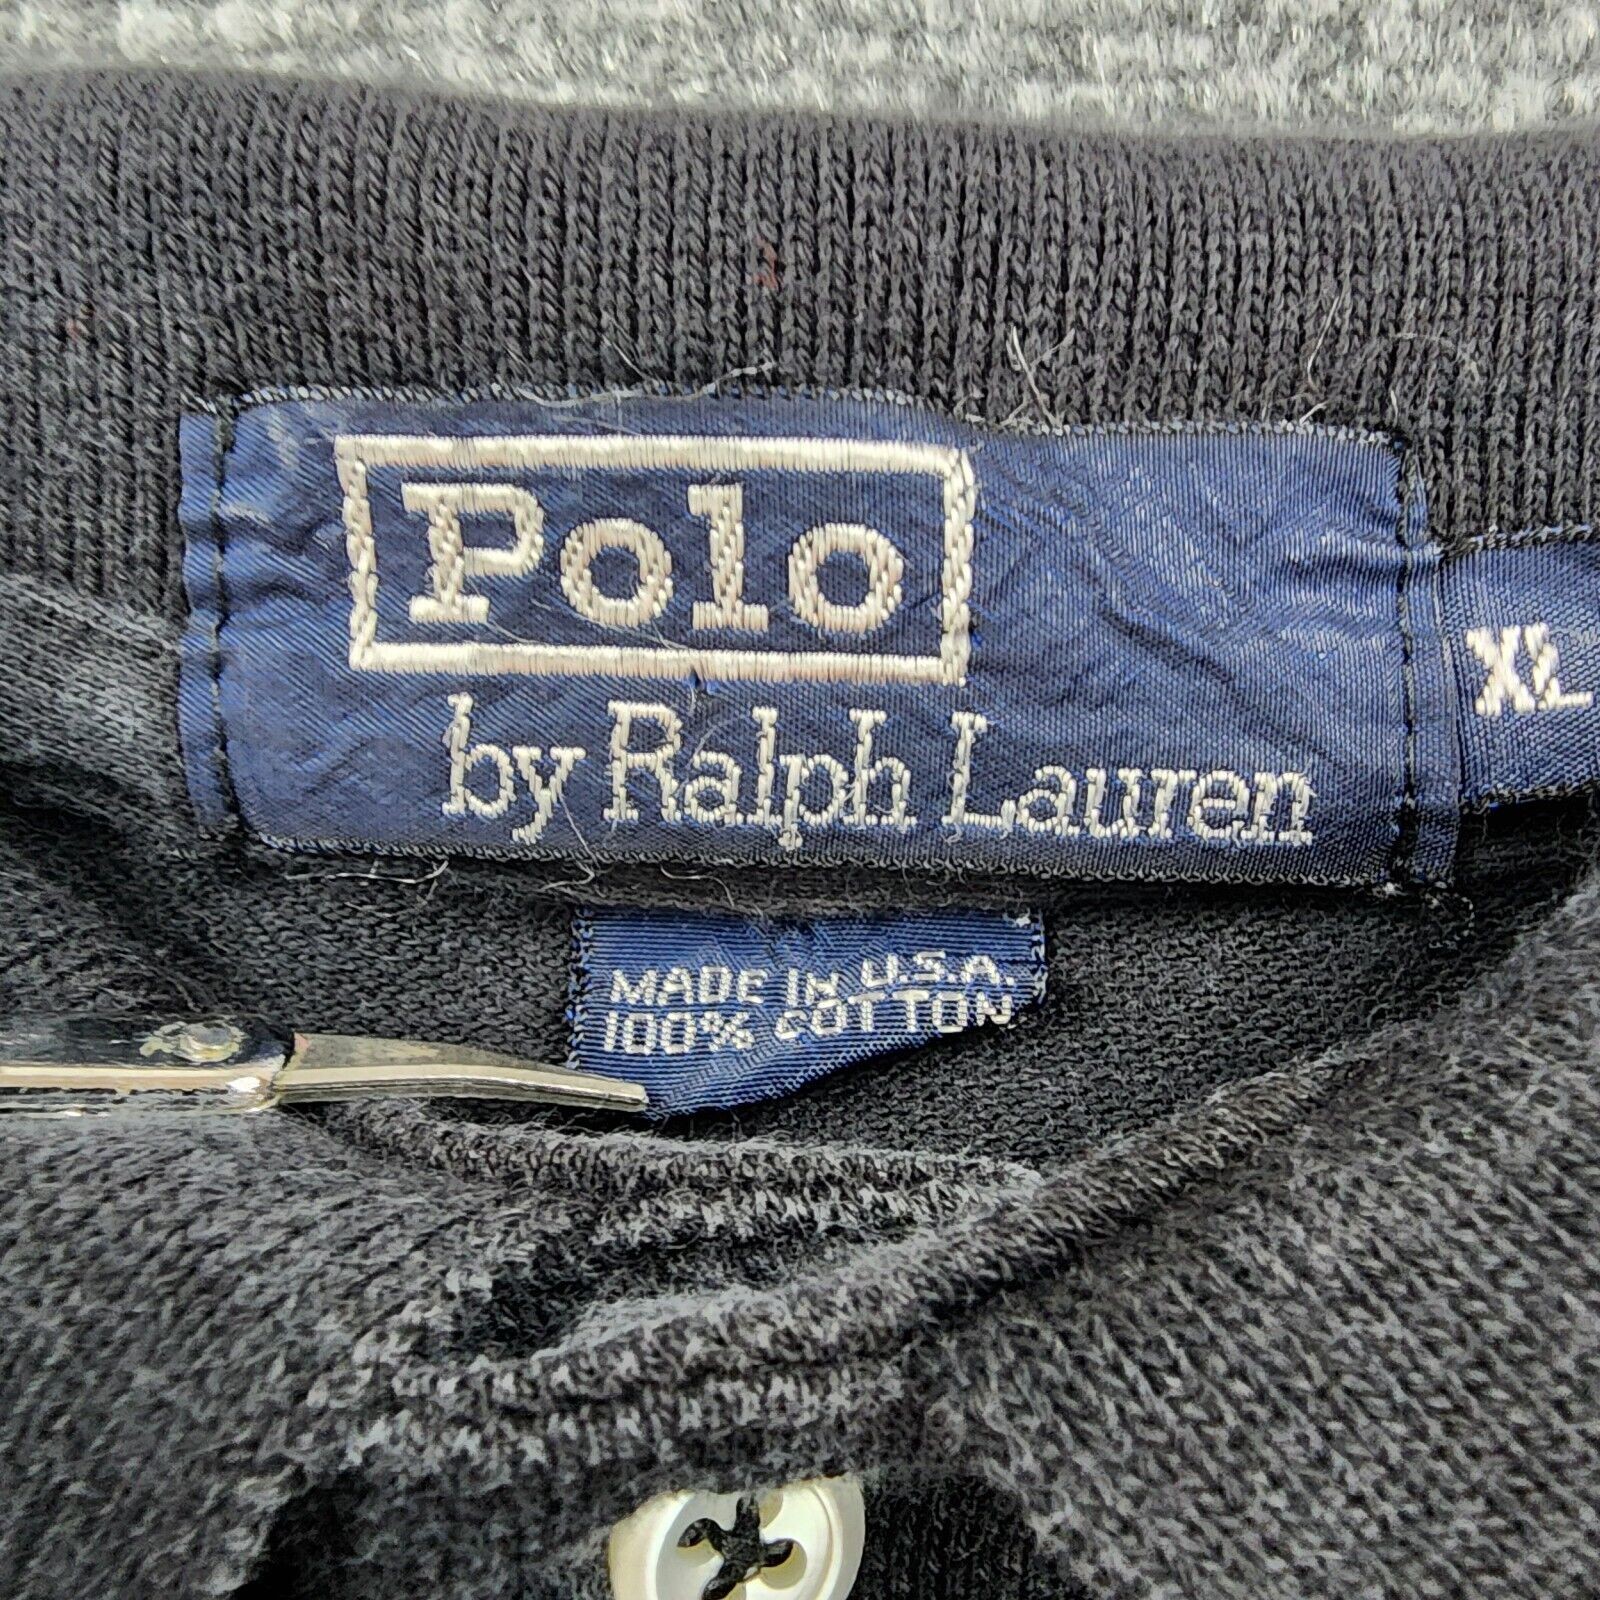 Polo
by Ralph Lauren
XL
MADE IN U.S.A.
100% COTTON